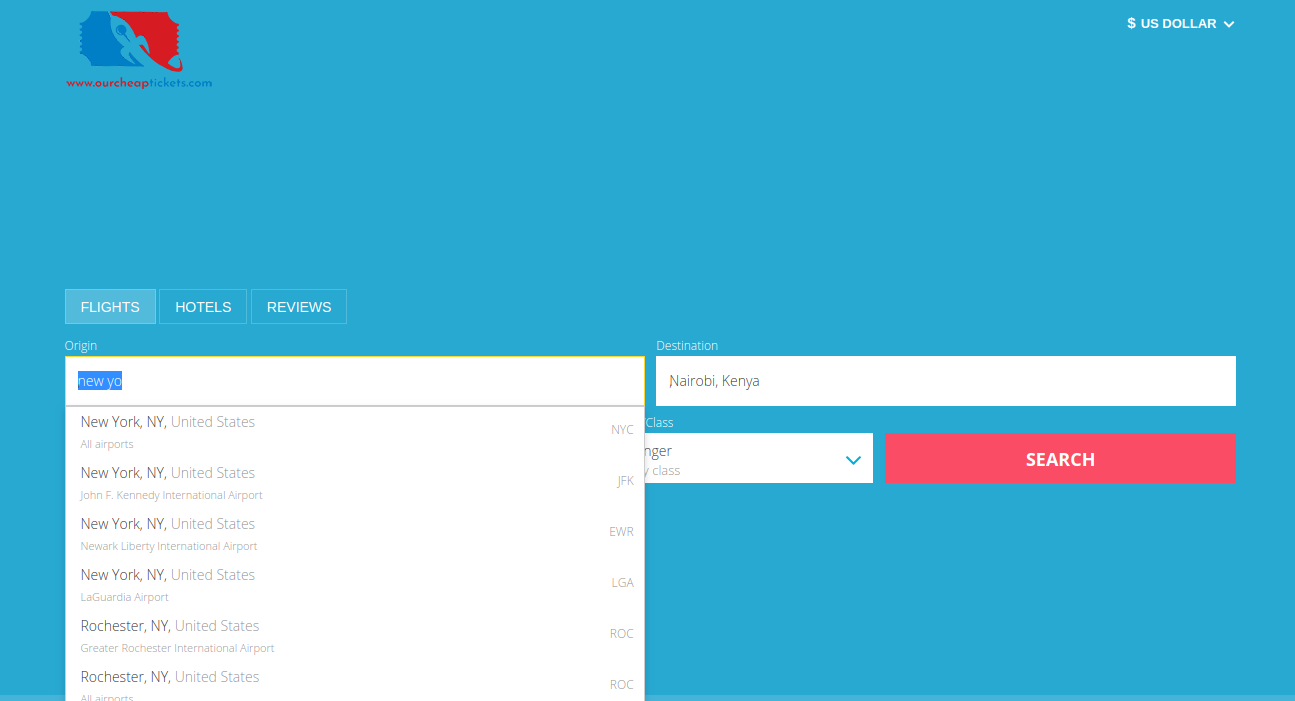 www.ourcheaptickets.com
$ US DOLLAR
FLIGHTS
HOTELS
REVIEWS
Origin
Destination
new yo
Nairobi, Kenya
New York, NY, United States
All airports
NYC
New York, NY, United States
John F. Kennedy International Airport
JFK
New York, NY, United States
Newark Liberty International Airport
EWR
New York, NY, United States
LaGuardia Airport
LGA
Rochester, NY, United States
Greater Rochester International Airport
ROC
Rochester, NY, United States
All airports
ROC
/Class
nger
y class
SEARCH